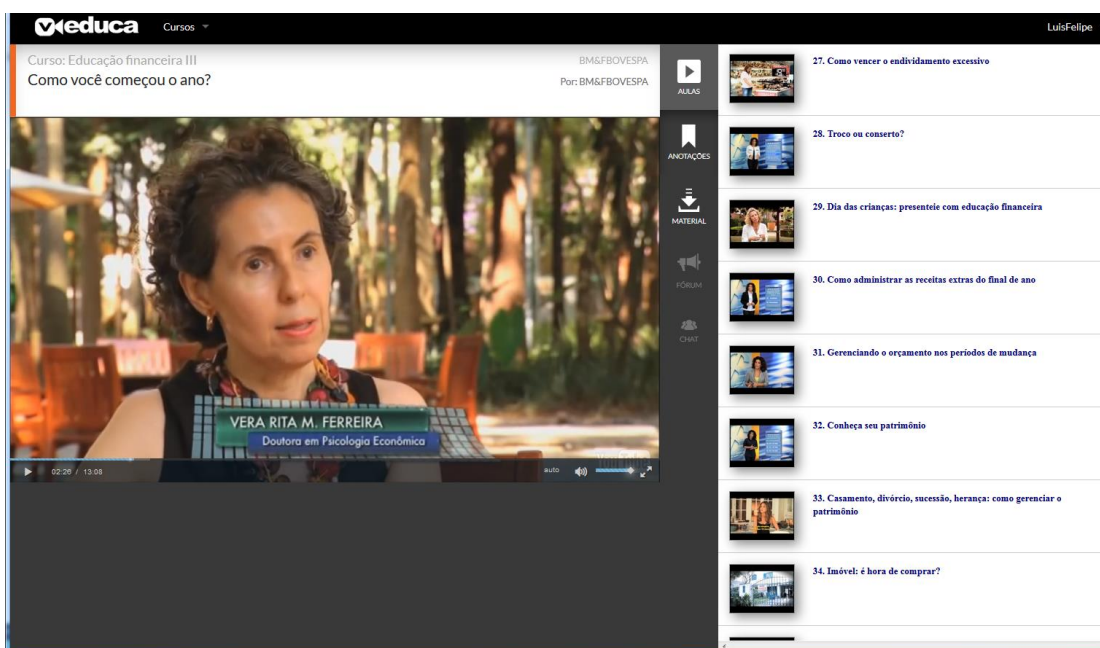 veduca
Cursos
LuisFelipe
Curso: Educação financeira III
BM&FBOVESPA
Como você começou o ano?
Por: BM&FBOVESPA
AULAS
ANOTAÇÕES
MATERIAL
FÓRUM
CHAT
VERA RITA M. FERREIRA
Doutora em Psicologia Econômica
02:26 / 13:08
auto
27. Como vencer o endividamento excessivo
28. Troco ou conserto?
29. Dia das crianças: presenteie com educação financeira
30. Como administrar as receitas extras do final de ano
31. Gerenciando o orçamento nos períodos de mudança
32. Conheça seu patrimônio
33. Casamento, divórcio, sucessão, herança: como gerenciar o
patrimônio
34. Imóvel: é hora de comprar?